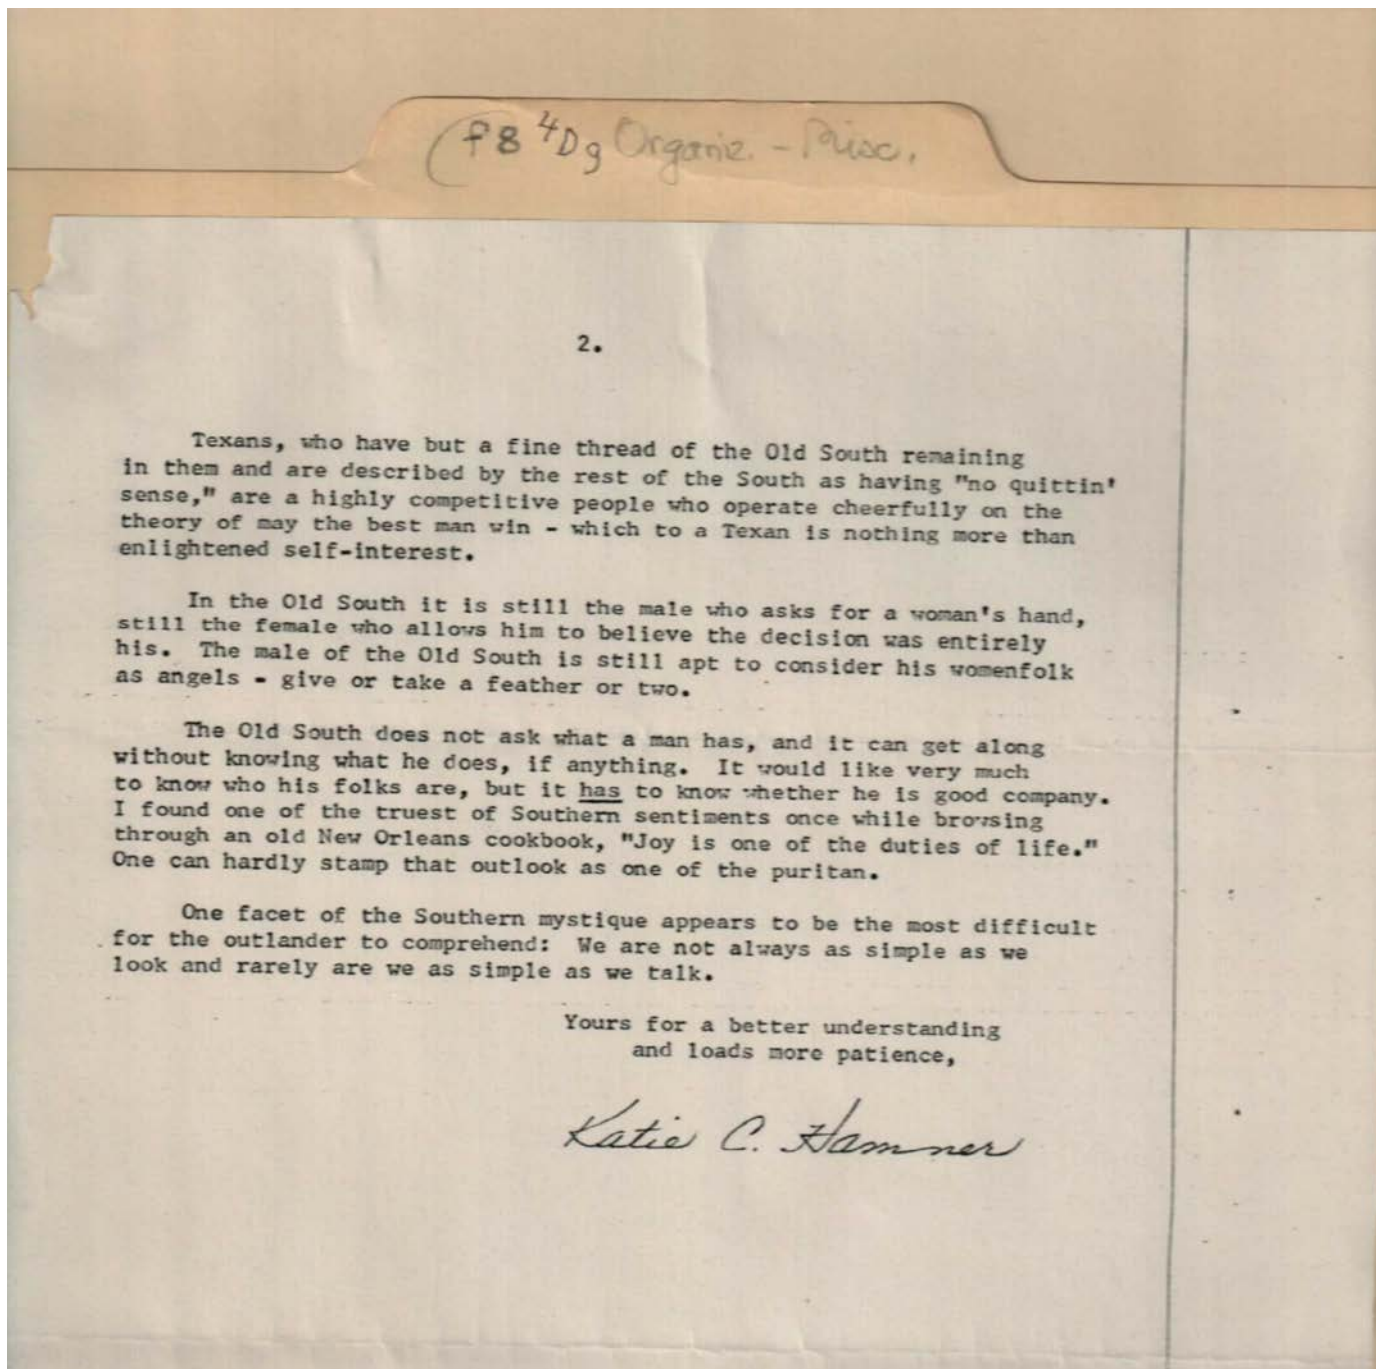 (f8 4Dg Organiz. - Misc.
2.
Texans, who have but a fine thread of the Old South remaining
in them and are described by the rest of the South as having "no quittin'
sense," are a highly competitive people who operate cheerfully on the
theory of may the best man win - which to a Texan is nothing more than
enlightened self-interest.
In the Old South it is still the male who asks for a woman's hand,
still the female who allows him to believe the decision was entirely
his. The male of the Old South is still apt to consider his womenfolk
as angels - give or take a feather or two.
The Old South does not ask what a man has, and it can get along
without knowing what he does, if anything. It would like very much
to know who his folks are, but it has to know whether he is good company.
I found one of the truest of Southern sentiments once while browsing
through an old New Orleans cookbook, "Joy is one of the duties of life."
One can hardly stamp that outlook as one of the puritan.
One facet of the Southern mystique appears to be the most difficult
for the outlander to comprehend: We are not always as simple as we
look and rarely are we as simple as we talk.
Yours for a better understanding
and loads more patience,
Katie C. Hamner